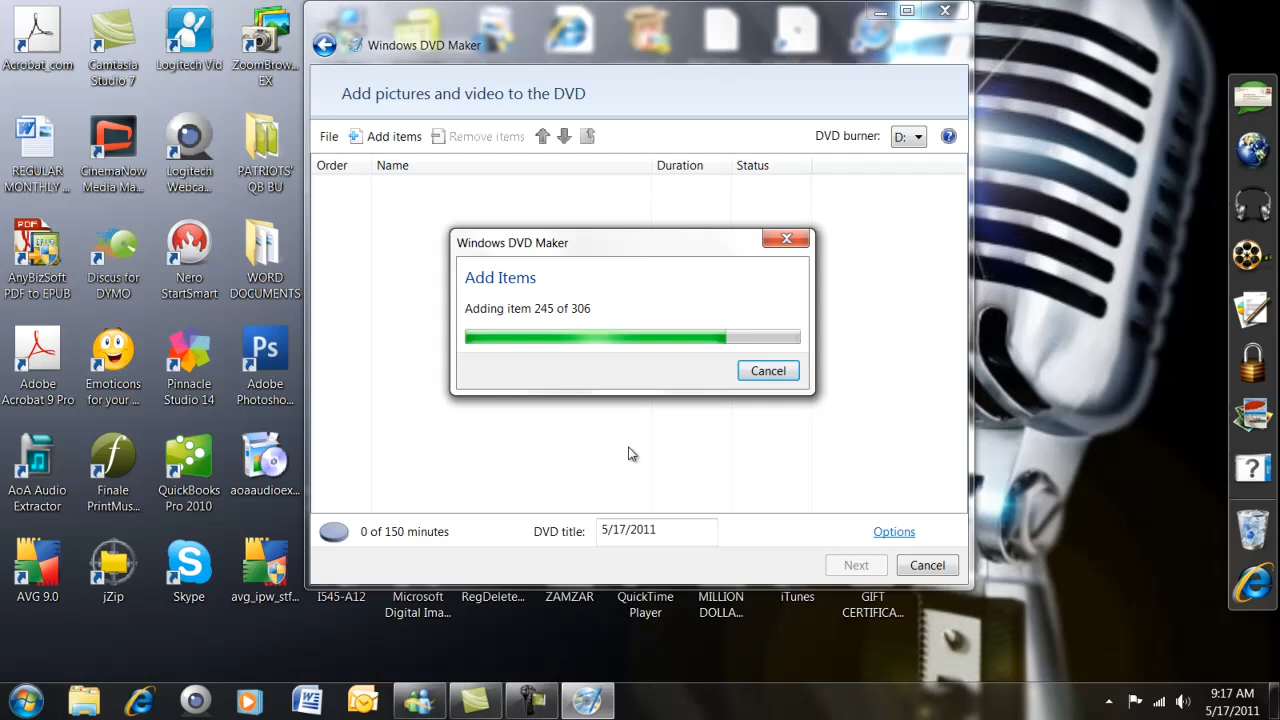 Acrobat_com
Camtasia
Studio 7
Logitech Vid
ZoomBrow...
EX
REGULAR
MONTHLY ...
CinemaNow
Media Ma...
Logitech
Webca...
PATRIOTS'
QB BU
AnyBizSoft
PDF to EPUB
Discus for
DYMO
Nero
StartSmart
WORD
DOCUMENTS
Adobe
Acrobat 9 Pro
Emoticons
for your ...
Pinnacle
Studio 14
Adobe
Photosho...
AoA Audio
Extractor
Finale
PrintMus...
QuickBooks
Pro 2010
aoaaudioex...
AVG 9.0
jZip
Skype
avg_ipw_stf...
I545-A12
Microsoft
Digital Ima...
RegDelete...
ZAMZAR
QuickTime
Player
MILLION
DOLLA...
iTunes
GIFT
CERTIFICA...
Windows DVD Maker
Add pictures and video to the DVD
File Add items Remove items DVD burner: D:
Order Name Duration Status
Windows DVD Maker
Add Items
Adding item 245 of 306
Cancel
0 of 150 minutes DVD title: 5/17/2011 Options
Next Cancel
PDF
Ps
9:17 AM
5/17/2011